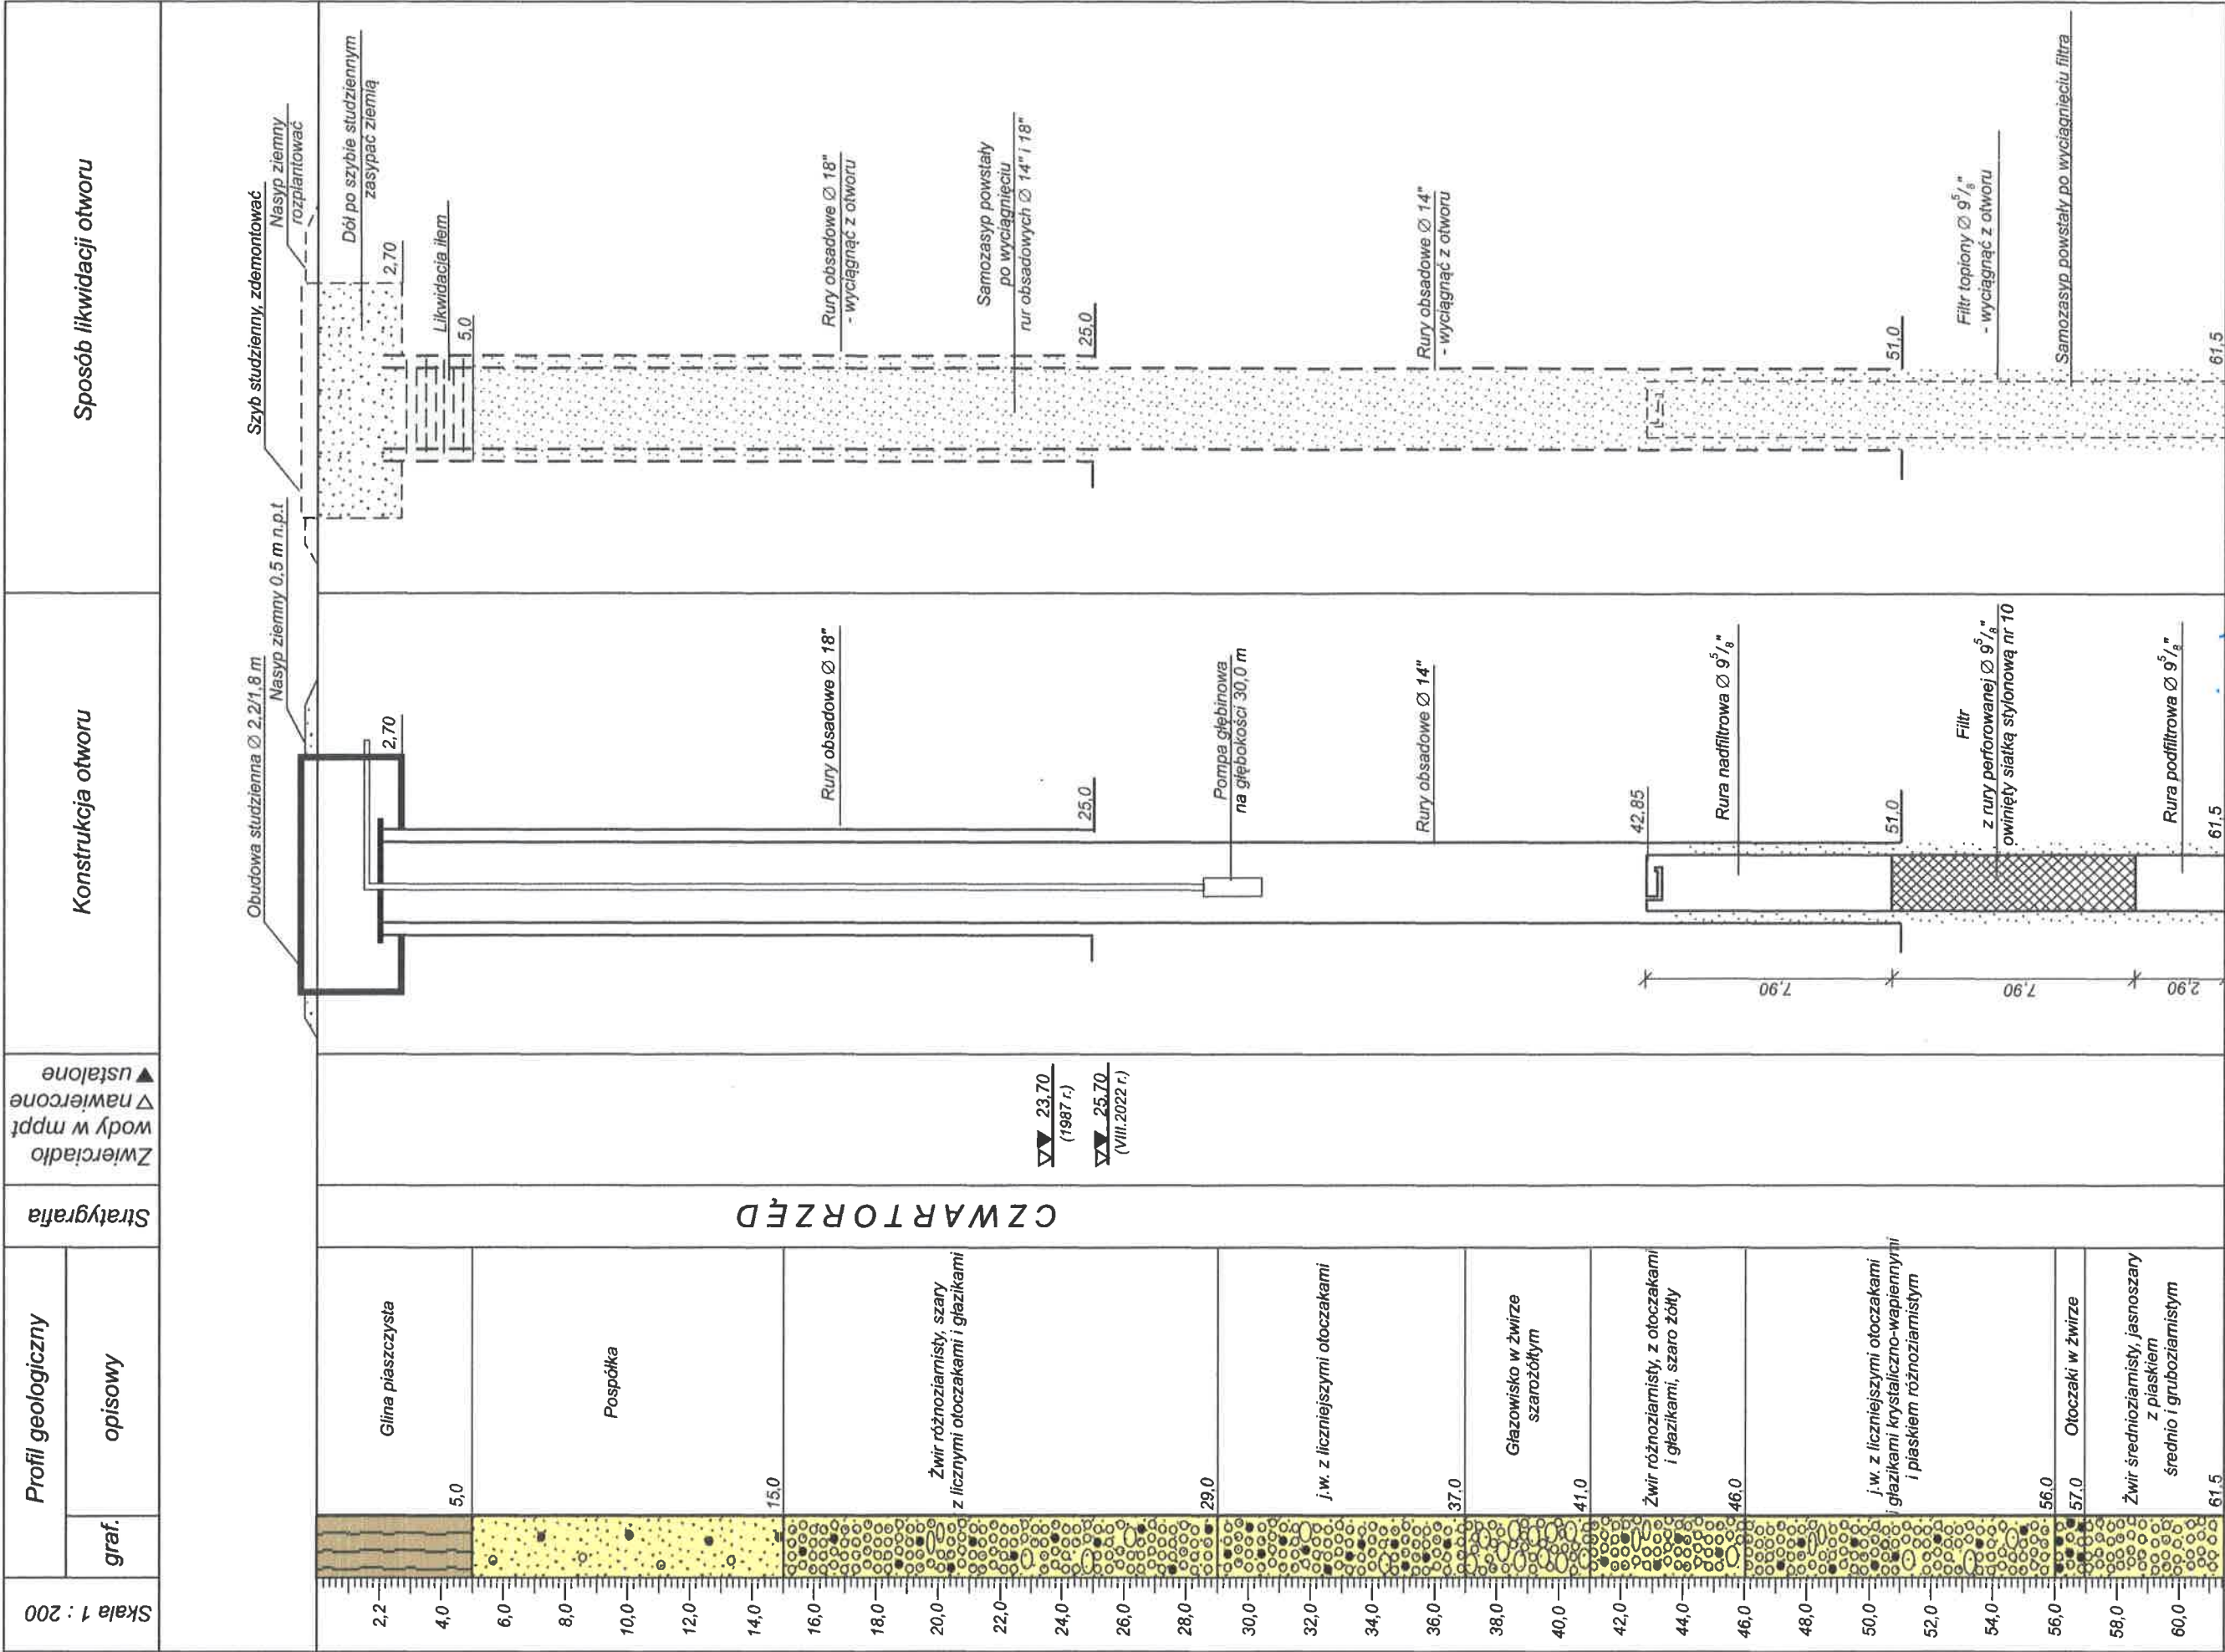 Skala 1 : 200
Profil geologiczny
graf.
opisowy
Stratygrafia
Zwierciadło
wody w mppt
▽ nawiercone
▼ ustalone
Konstrukcja otworu
Sposób likwidacji otworu
2,2
4,0
6,0
8,0
10,0
12,0
14,0
16,0
18,0
20,0
22,0
24,0
26,0
28,0
30,0
32,0
34,0
36,0
38,0
40,0
42,0
44,0
46,0
48,0
50,0
52,0
54,0
56,0
58,0
60,0
Glina piaszczysta
5,0
Pospółka
15,0
Żwir różnoziarnisty, szary
z licznymi otoczakami i głazikami
29,0
j.w. z liczniejszymi otoczakami
37,0
Głazowisko w żwirze
szarożółtym
41,0
Żwir różnoziarnisty, z otoczakami
i głazikami, szaro żółty
46,0
j.w. z liczniejszymi otoczakami
i głazikami krystaliczno-wapiennymi
i piaskiem różnoziarnistym
56,0
Otoczaki w żwirze
57,0
Żwir średnioziarnisty, jasnoszary
z piaskiem
średnio i gruboziarnistym
61,5
CZWARTORZĘD
23,70
(1987 r.)
25,70
(VIII.2022 r.)
Obudowa studzienna Ø 2,2/1,8 m
Nasyp ziemny 0,5 m n.p.t
2,70
Rury obsadowe Ø 18"
25,0
Pompa głębinowa
na głębokości 30,0 m
Rury obsadowe Ø 14"
42,85
Rura nadfiltrowa Ø 9⁵/₈"
51,0
Filtr
z rury perforowanej Ø 9⁵/₈"
owinięty siatką stylonową nr 10
Rura podfiltrowa Ø 9⁵/₈"
61,5
7,90
7,90
2,90
Szyb studzienny, zdemontować
Nasyp ziemny
rozplantować
Dół po szybie studziennym
zasypać ziemią
2,70
Likwidacja iłem
5,0
Rury obsadowe Ø 18"
- wyciągnąć z otworu
Samozasyp powstały
po wyciągnięciu
rur obsadowych Ø 14" i 18"
25,0
Rury obsadowe Ø 14"
- wyciągnąć z otworu
51,0
Filtr topiony Ø 9⁵/₈"
- wyciągnąć z otworu
Samozasyp powstały po wyciągnięciu filtra
61,5